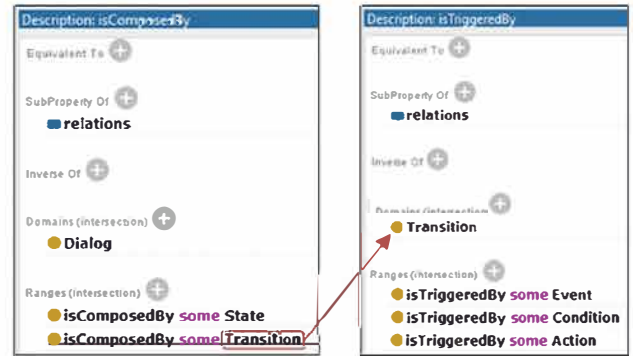 Description: isComposedBy
Equivalent To
SubProperty Of
relations
Inverse Of
Domains (intersection)
Dialog
Ranges (intersection)
isComposedBy some State
isComposedBy some Transition
Description: isTriggeredBy
Equivalent To
SubProperty Of
relations
Inverse Of
Domains (intersection
Transition
Ranges (intersection)
isTriggeredBy some Event
isTriggeredBy some Condition
isTriggeredBy some Action